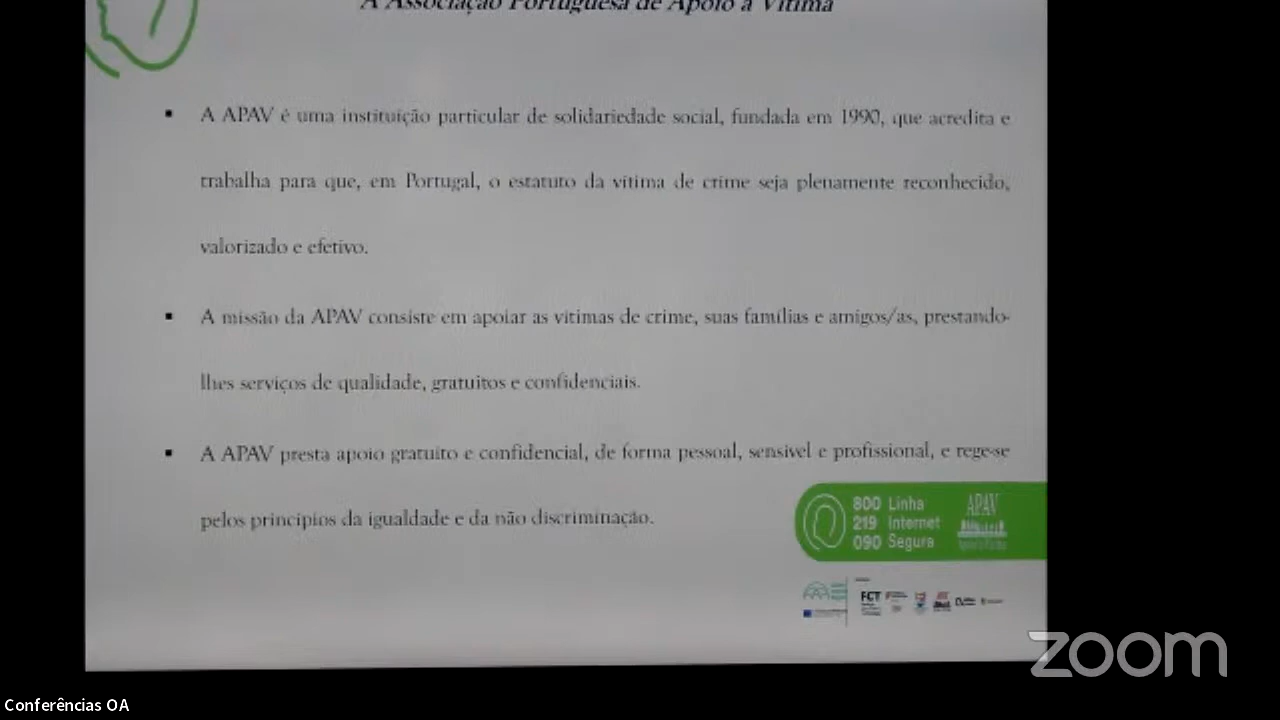 A Associação Portuguesa de Apoio à Vítima
A APAV é uma instituição particular de solidariedade social, fundada em 1990, que acredita e
trabalha para que, em Portugal, o estatuto da vítima de crime seja plenamente reconhecido,
valorizado e efetivo.
A missão da APAV consiste em apoiar as vítimas de crime, suas famílias e amigos/as, prestando-
lhes serviços de qualidade, gratuitos e confidenciais.
A APAV presta apoio gratuito e confidencial, de forma pessoal, sensível e profissional, e rege-se
pelos princípios da igualdade e da não discriminação.
800 Linha
219 Internet
090 Segura
APAV
FCT
zoom
Conferências OA